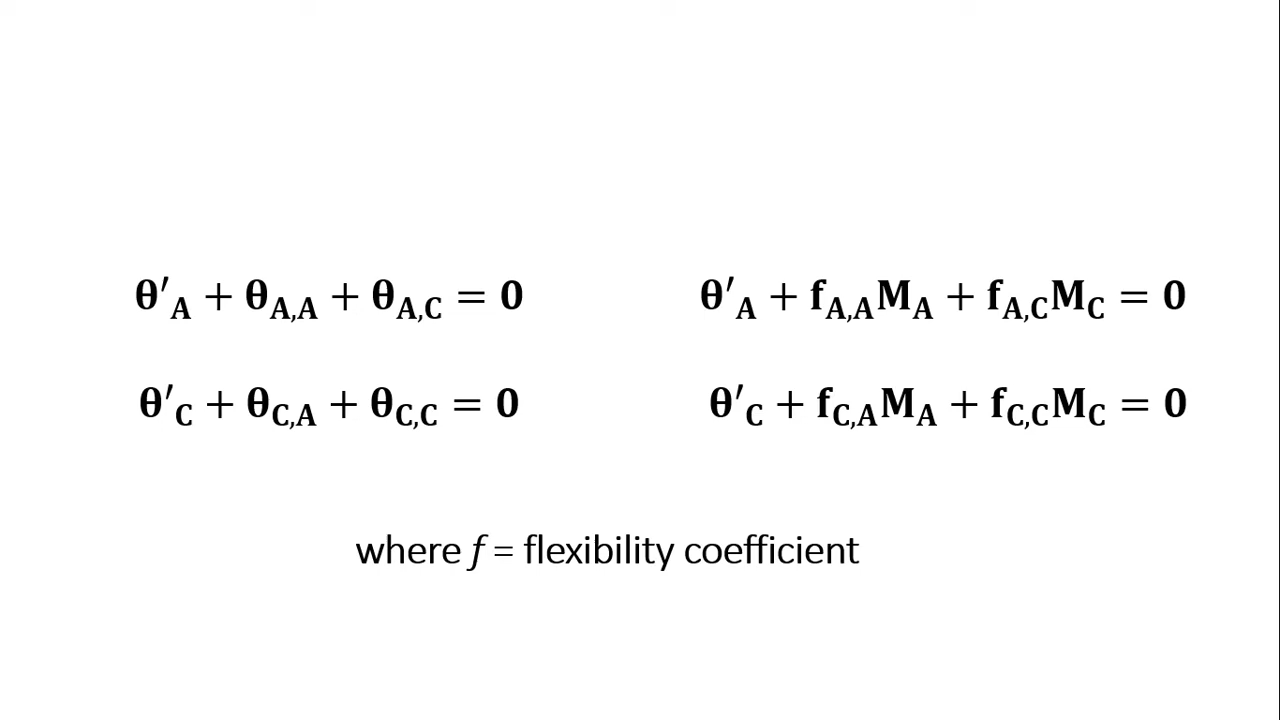 θ′A + θA,A + θA,C = 0
θ′A + fA,AMA + fA,CMC = 0
θ′C + θC,A + θC,C = 0
θ′C + fC,AMA + fC,CMC = 0
where f = flexibility coefficient